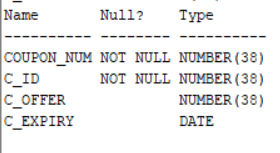 Name Null? Type
---------- -------- ----------
COUPON_NUM NOT NULL NUMBER(38)
C_ID NOT NULL NUMBER(38)
C_OFFER NUMBER(38)
C_EXPIRY DATE